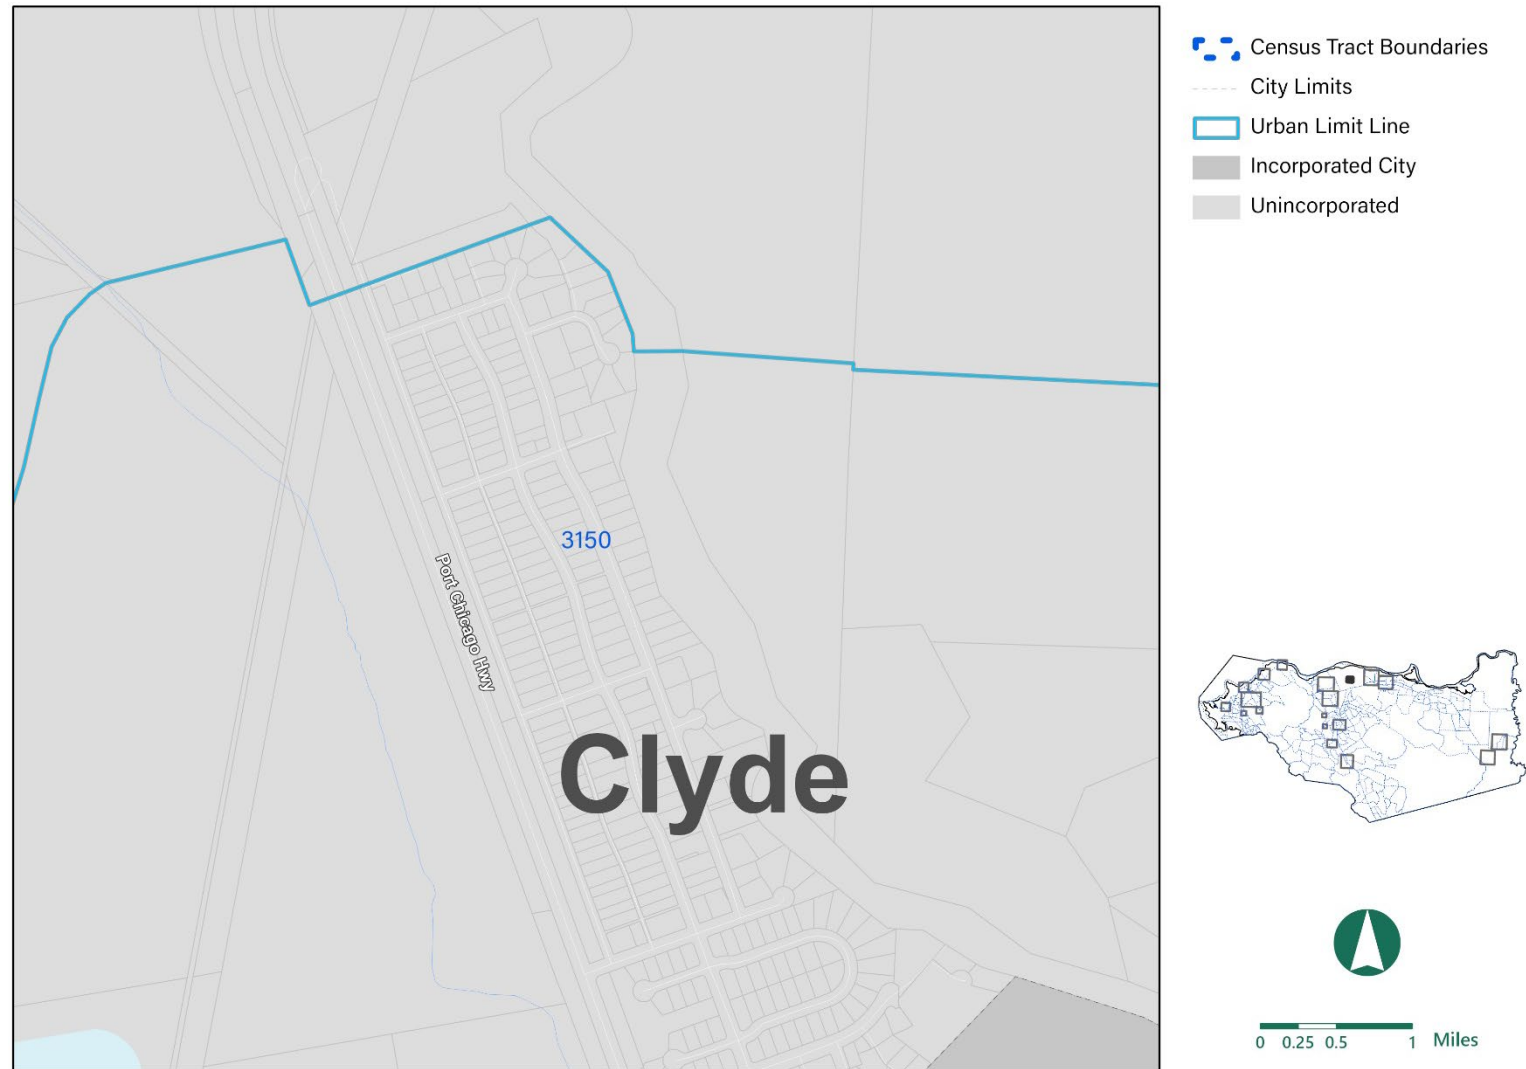 Census Tract Boundaries
City Limits
Urban Limit Line
Incorporated City
Unincorporated
3150
Port Chicago Hwy
Clyde
0 0.25 0.5 1 Miles